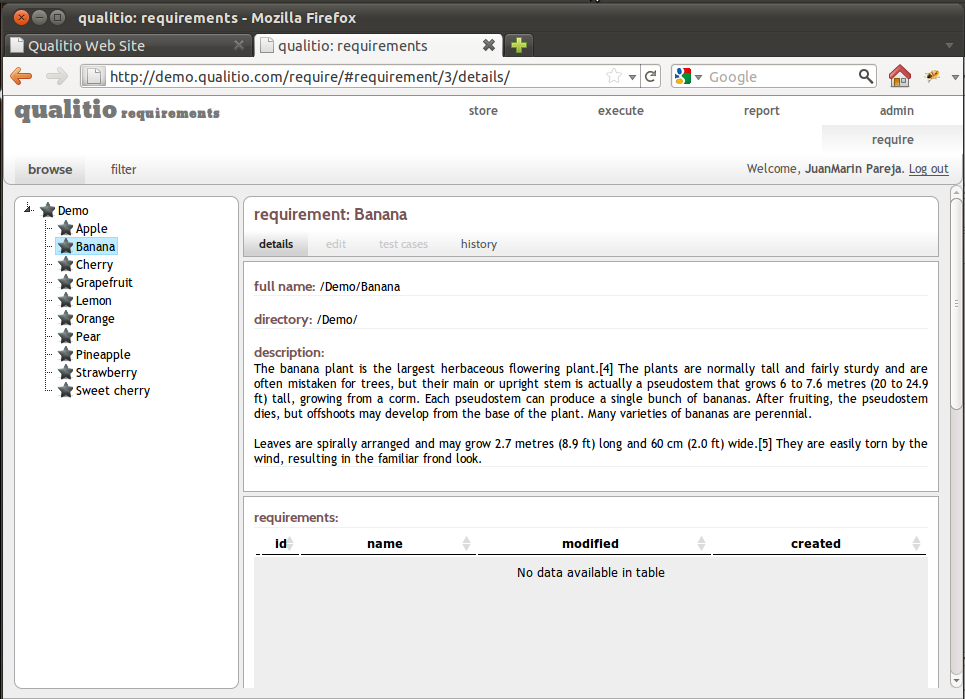 qualitio: requirements - Mozilla Firefox
Qualitio Web Site
qualitio: requirements
http://demo.qualitio.com/require/#requirement/3/details/
Google
qualitio requirements
store execute report admin
require
browse filter
Welcome, JuanMarin Pareja. Log out
Demo
Apple
Banana
Cherry
Grapefruit
Lemon
Orange
Pear
Pineapple
Strawberry
Sweet cherry
requirement: Banana
details edit test cases history
full name: /Demo/Banana
directory: /Demo/
description:
The banana plant is the largest herbaceous flowering plant.[4] The plants are normally tall and fairly sturdy and are
often mistaken for trees, but their main or upright stem is actually a pseudostem that grows 6 to 7.6 metres (20 to 24.9
ft) tall, growing from a corm. Each pseudostem can produce a single bunch of bananas. After fruiting, the pseudostem
dies, but offshoots may develop from the base of the plant. Many varieties of bananas are perennial.
Leaves are spirally arranged and may grow 2.7 metres (8.9 ft) long and 60 cm (2.0 ft) wide.[5] They are easily torn by the
wind, resulting in the familiar frond look.
requirements:
id name modified created
No data available in table